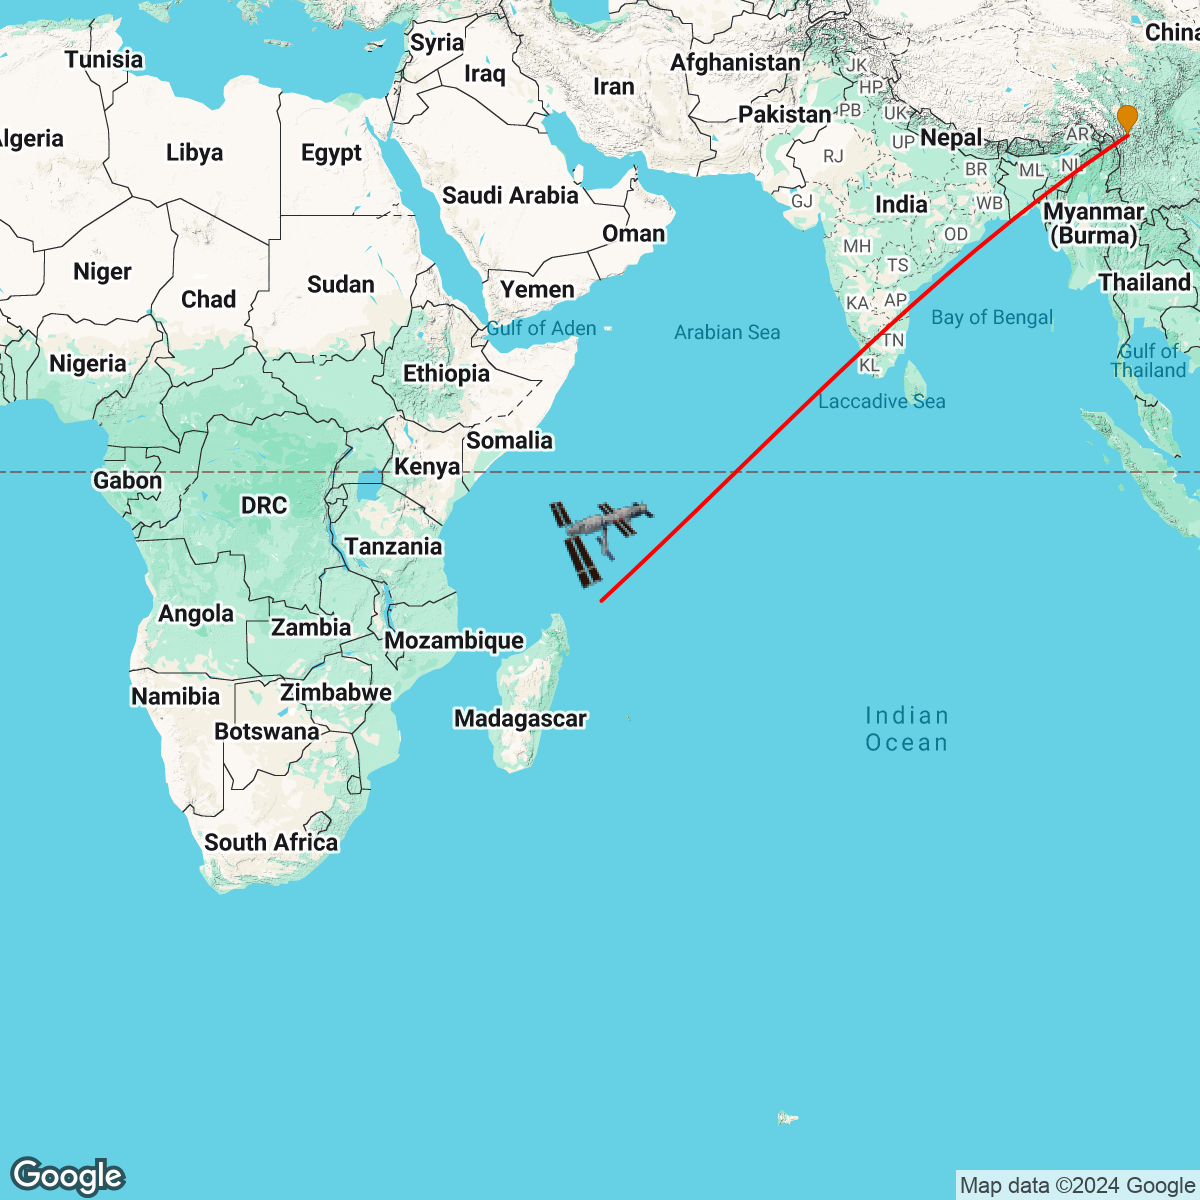 Tunisia
Syria
Iraq
Iran
Afghanistan
China
JK
HP
Pakistan
PB
UK
lgeria
Libya
Egypt
UP
Nepal
AR
RJ
BR
ML
Saudi Arabia
GJ
India
WB
Myanmar
(Burma)
Oman
OD
MH
TS
Niger
Chad
Sudan
Yemen
Thailand
KA
AP
Gulf of Aden
Arabian Sea
Bay of Bengal
TN
Nigeria
Ethiopia
KL
Gulf of
Thailand
Laccadive Sea
Somalia
Kenya
Gabon
DRC
Tanzania
Angola
Zambia
Mozambique
Namibia
Zimbabwe
Botswana
Madagascar
Indian
Ocean
South Africa
Google
Map data ©2024 Google